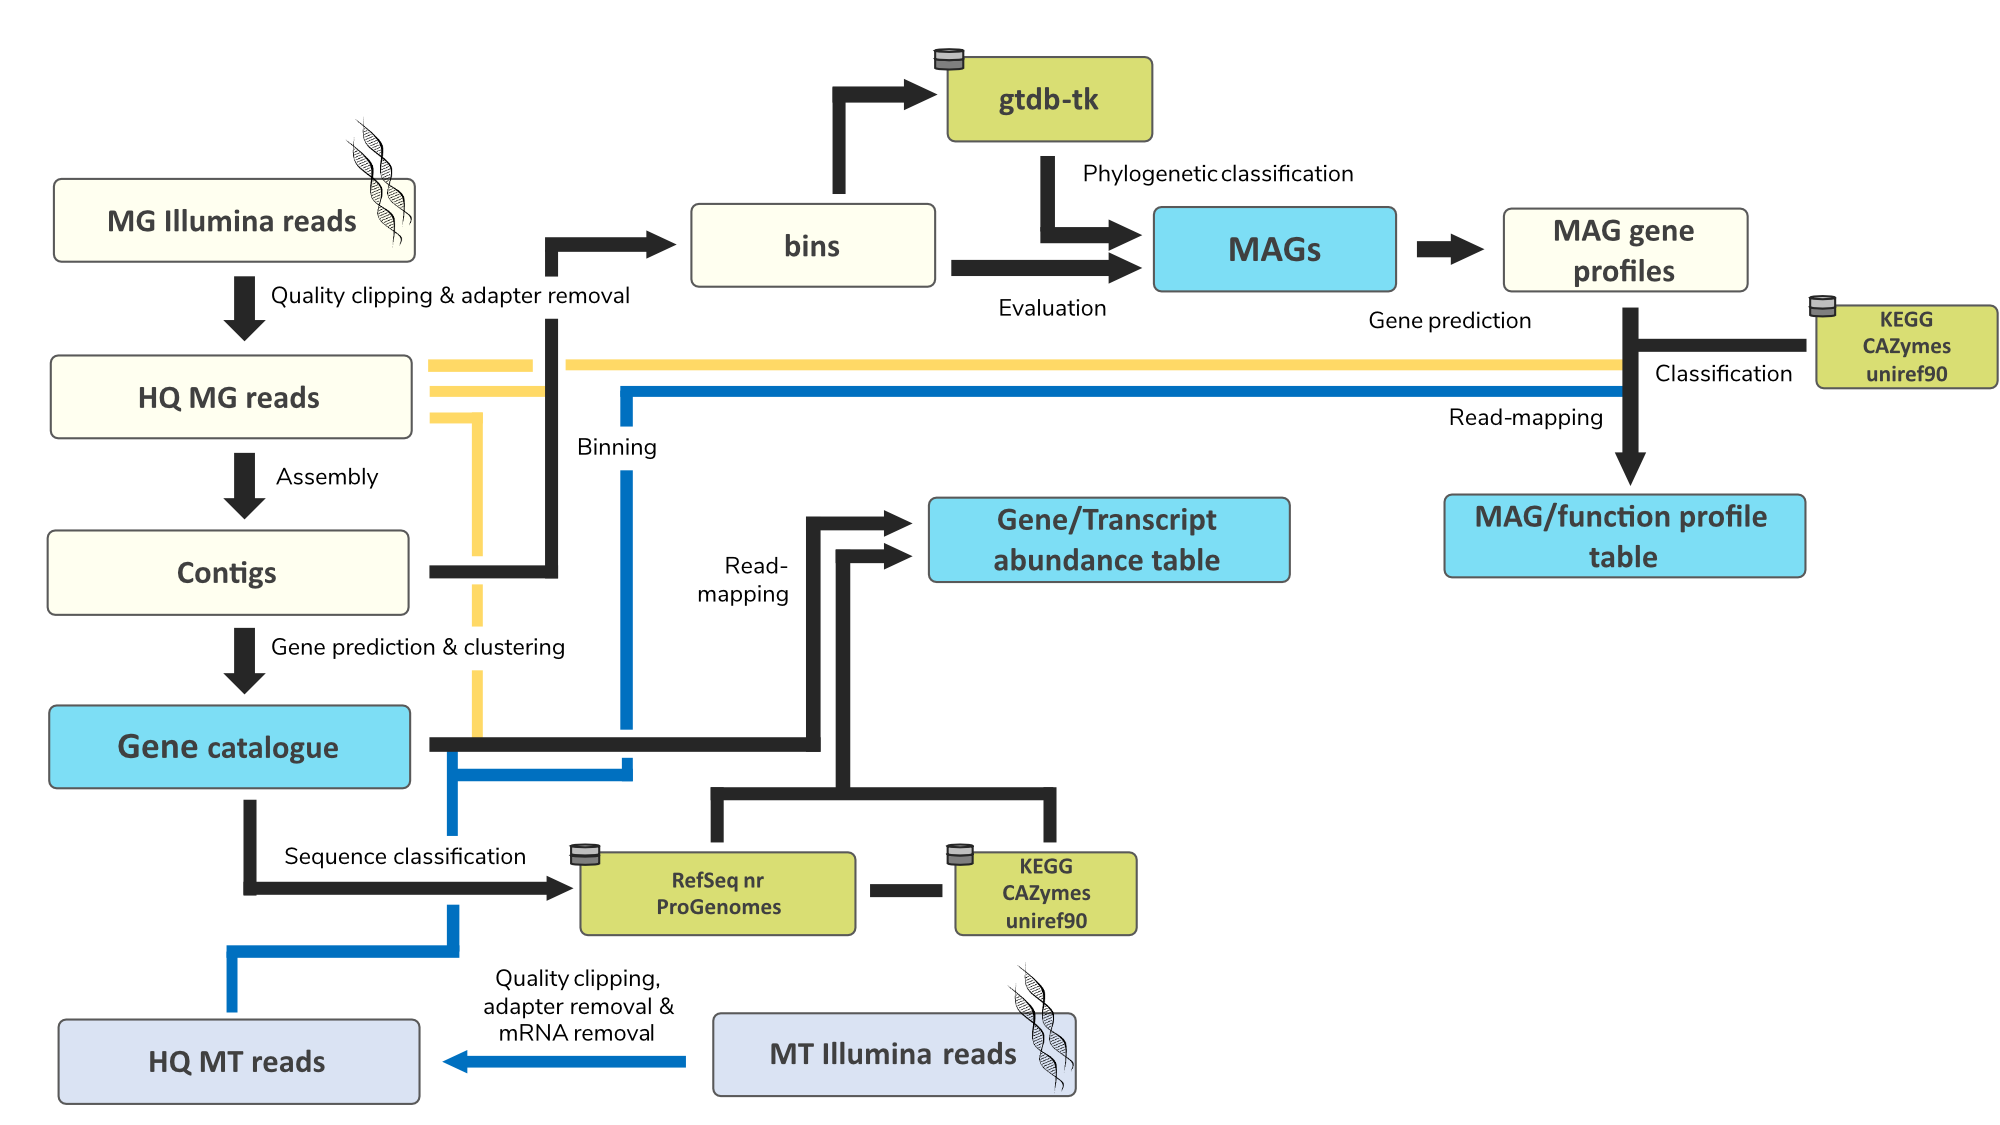 gtdb-tk
Phylogenetic classification
MG Illumina reads
bins
MAGs
MAG gene
profiles
Quality clipping & adapter removal
Evaluation
Gene prediction
KEGG
CAZymes
uniref90
Classification
HQ MG reads
Read-mapping
Binning
Assembly
Gene/Transcript
abundance table
MAG/function profile
table
Contigs
Read-
mapping
Gene prediction & clustering
Gene catalogue
Sequence classification
RefSeq nr
ProGenomes
KEGG
CAZymes
uniref90
Quality clipping,
adapter removal &
mRNA removal
HQ MT reads
MT Illumina reads